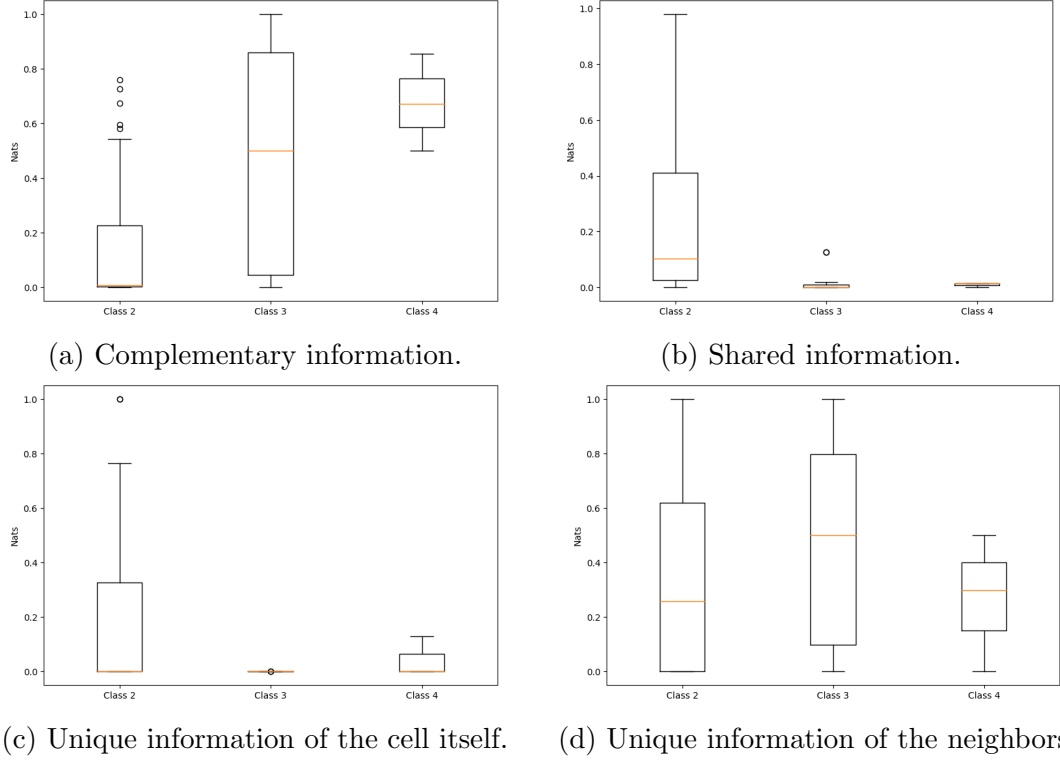 1.0
0.8
0.6
0.4
0.2
0.0
Nats
Class 2 Class 3 Class 4
(a) Complementary information.
1.0
0.8
0.6
0.4
0.2
0.0
Nats
Class 2 Class 3 Class 4
(b) Shared information.
1.0
0.8
0.6
0.4
0.2
0.0
Nats
Class 2 Class 3 Class 4
(c) Unique information of the cell itself.
1.0
0.8
0.6
0.4
0.2
0.0
Nats
Class 2 Class 3 Class 4
(d) Unique information of the neighbors